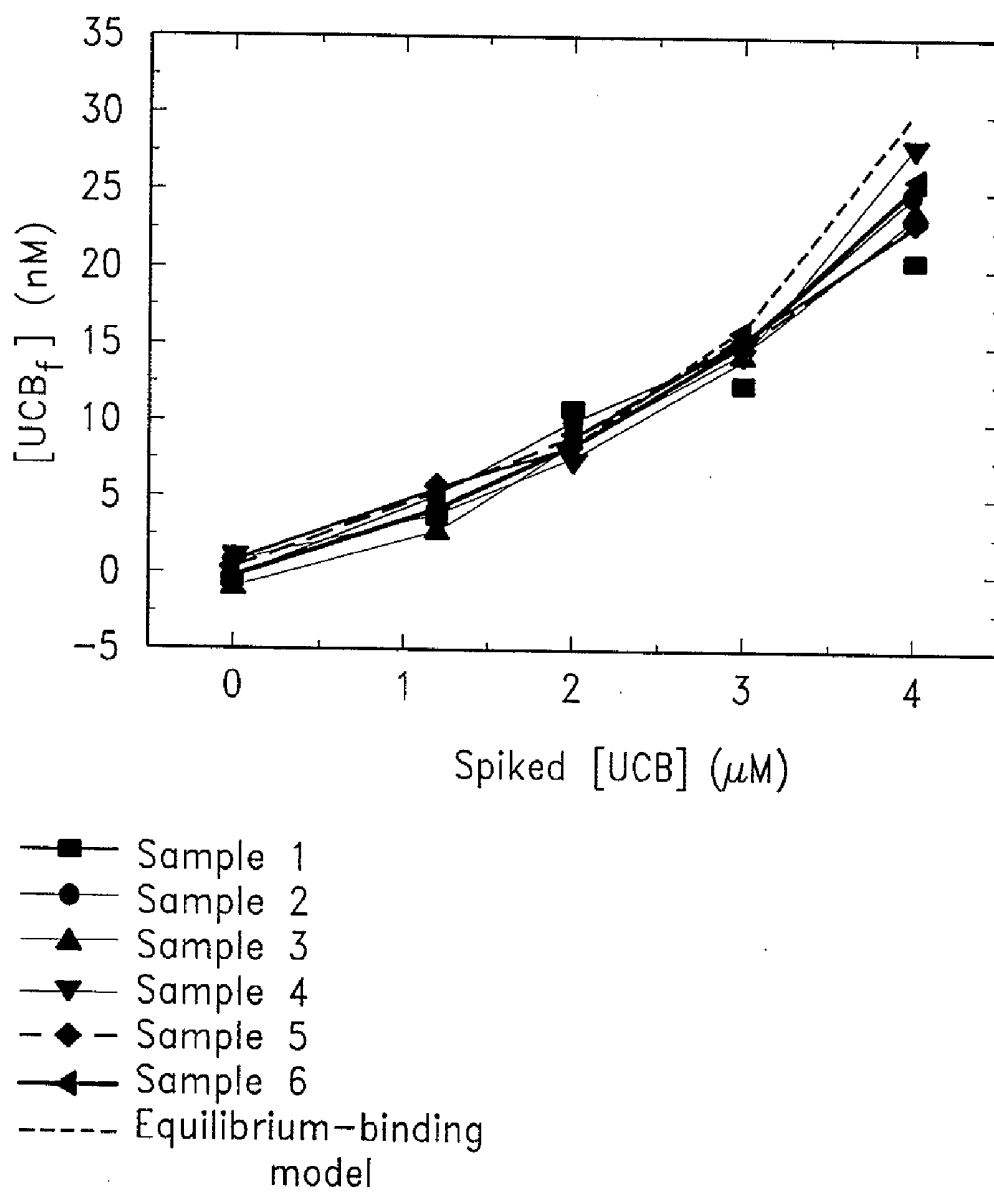 35
30
25
20
15
10
5
0
−5
[UCBf] (nM)
0 1 2 3 4
Spiked [UCB] (μM)
Sample 1
Sample 2
Sample 3
Sample 4
Sample 5
Sample 6
Equilibrium−binding
model